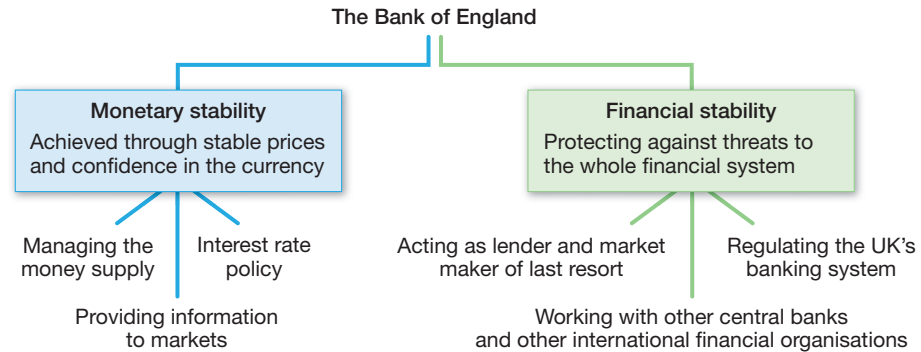 The Bank of England
Monetary stability
Achieved through stable prices
and confidence in the currency
Managing the
money supply
Interest rate
policy
Providing information
to markets
Financial stability
Protecting against threats to
the whole financial system
Acting as lender and market
maker of last resort
Regulating the UK's
banking system
Working with other central banks
and other international financial organisations